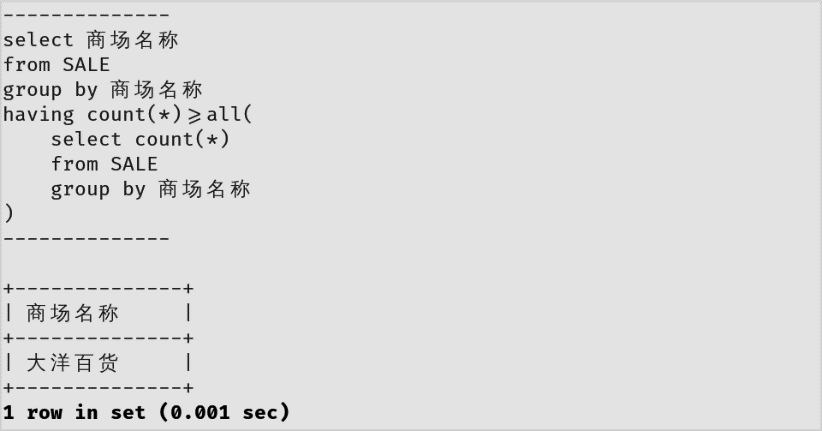 --------------
select 商场名称
from SALE
group by 商场名称
having count(*)>=all(
    select count(*)
    from SALE
    group by 商场名称
)
--------------
+--------------+
| 商场名称     |
+--------------+
| 大洋百货     |
+--------------+
1 row in set (0.001 sec)